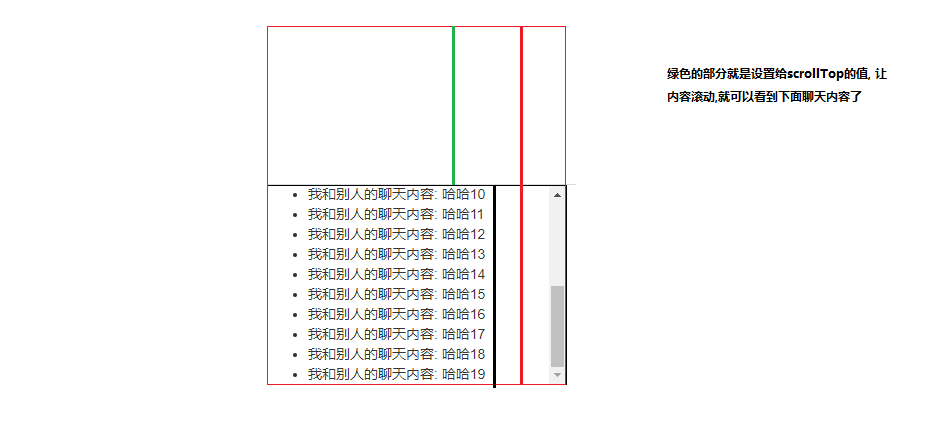 绿色的部分就是设置给scrollTop的值, 让
内容滚动,就可以看到下面聊天内容了
• 我和别人的聊天内容: 哈哈10
• 我和别人的聊天内容: 哈哈11
• 我和别人的聊天内容: 哈哈12
• 我和别人的聊天内容: 哈哈13
• 我和别人的聊天内容: 哈哈14
• 我和别人的聊天内容: 哈哈15
• 我和别人的聊天内容: 哈哈16
• 我和别人的聊天内容: 哈哈17
• 我和别人的聊天内容: 哈哈18
• 我和别人的聊天内容: 哈哈19